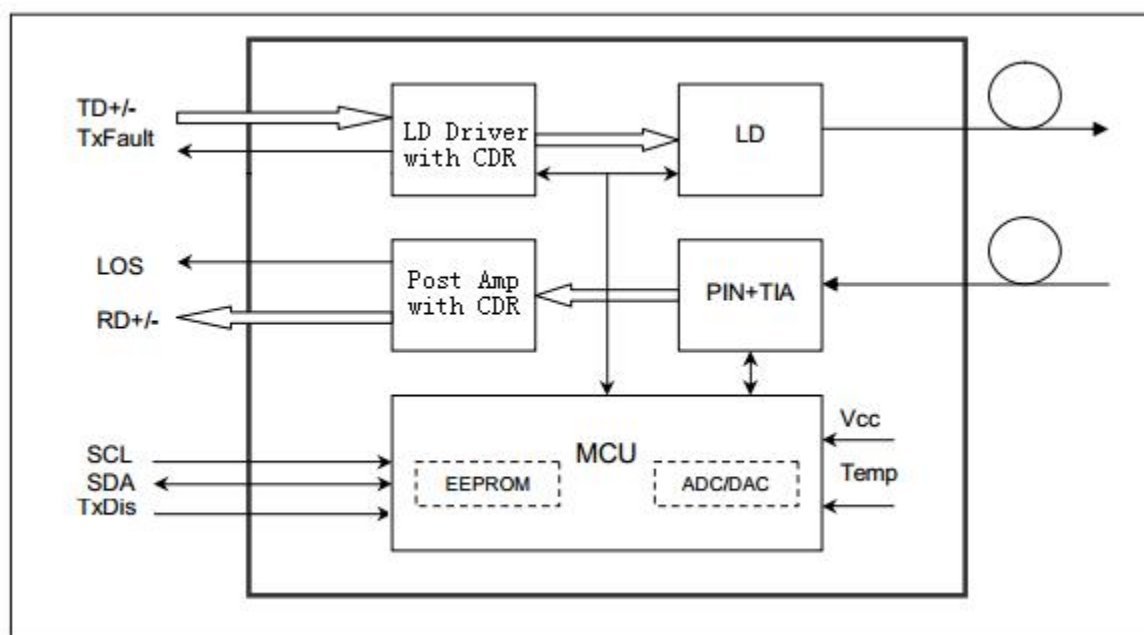 TD+/-
TxFault
LD Driver
with CDR
LD
LOS
RD+/-
Post Amp
with CDR
PIN+TIA
SCL
SDA
TxDis
MCU
EEPROM
ADC/DAC
Vcc
Temp